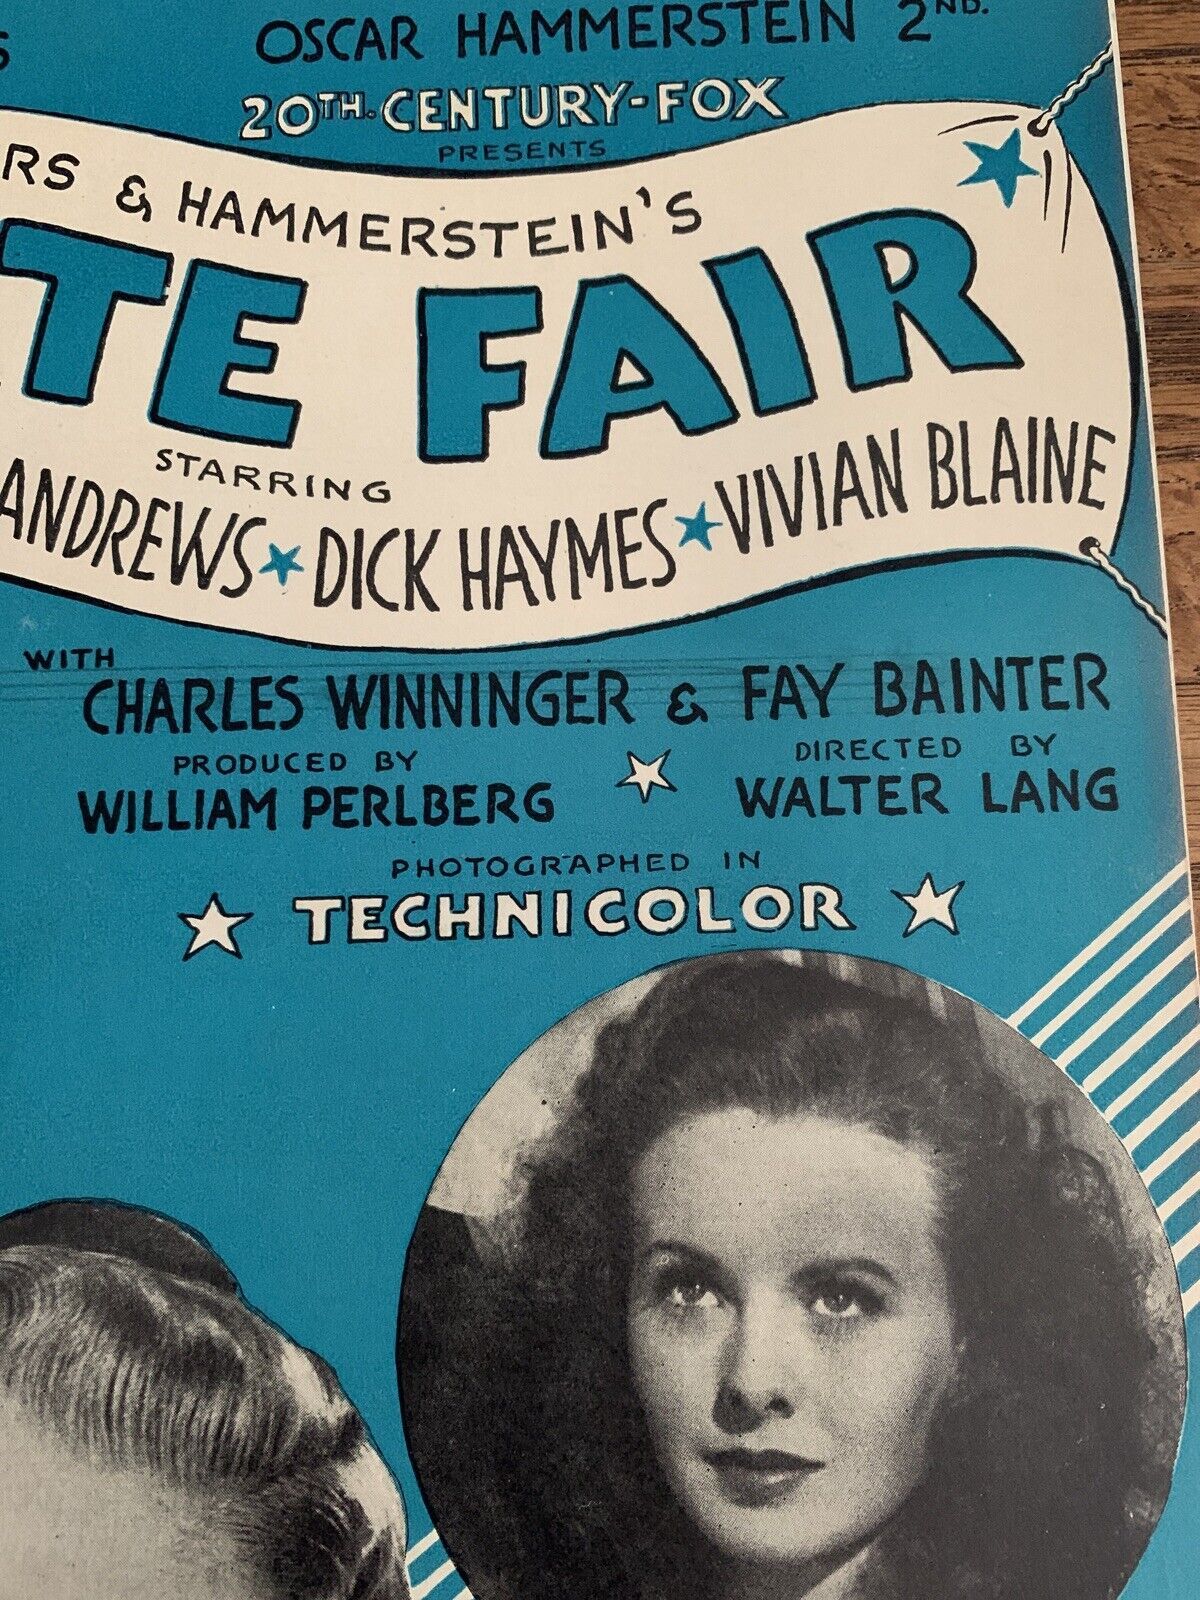 S OSCAR HAMMERSTEIN 2ND.
20TH. CENTURY-FOX
PRESENTS
RS & HAMMERSTEIN'S
TE FAIR
STARRING
ANDREWS ★ DICK HAYMES ★ VIVIAN BLAINE
WITH
CHARLES WINNINGER & FAY BAINTER
PRODUCED BY
WILLIAM PERLBERG
DIRECTED BY
WALTER LANG
PHOTOGRAPHED IN
TECHNICOLOR